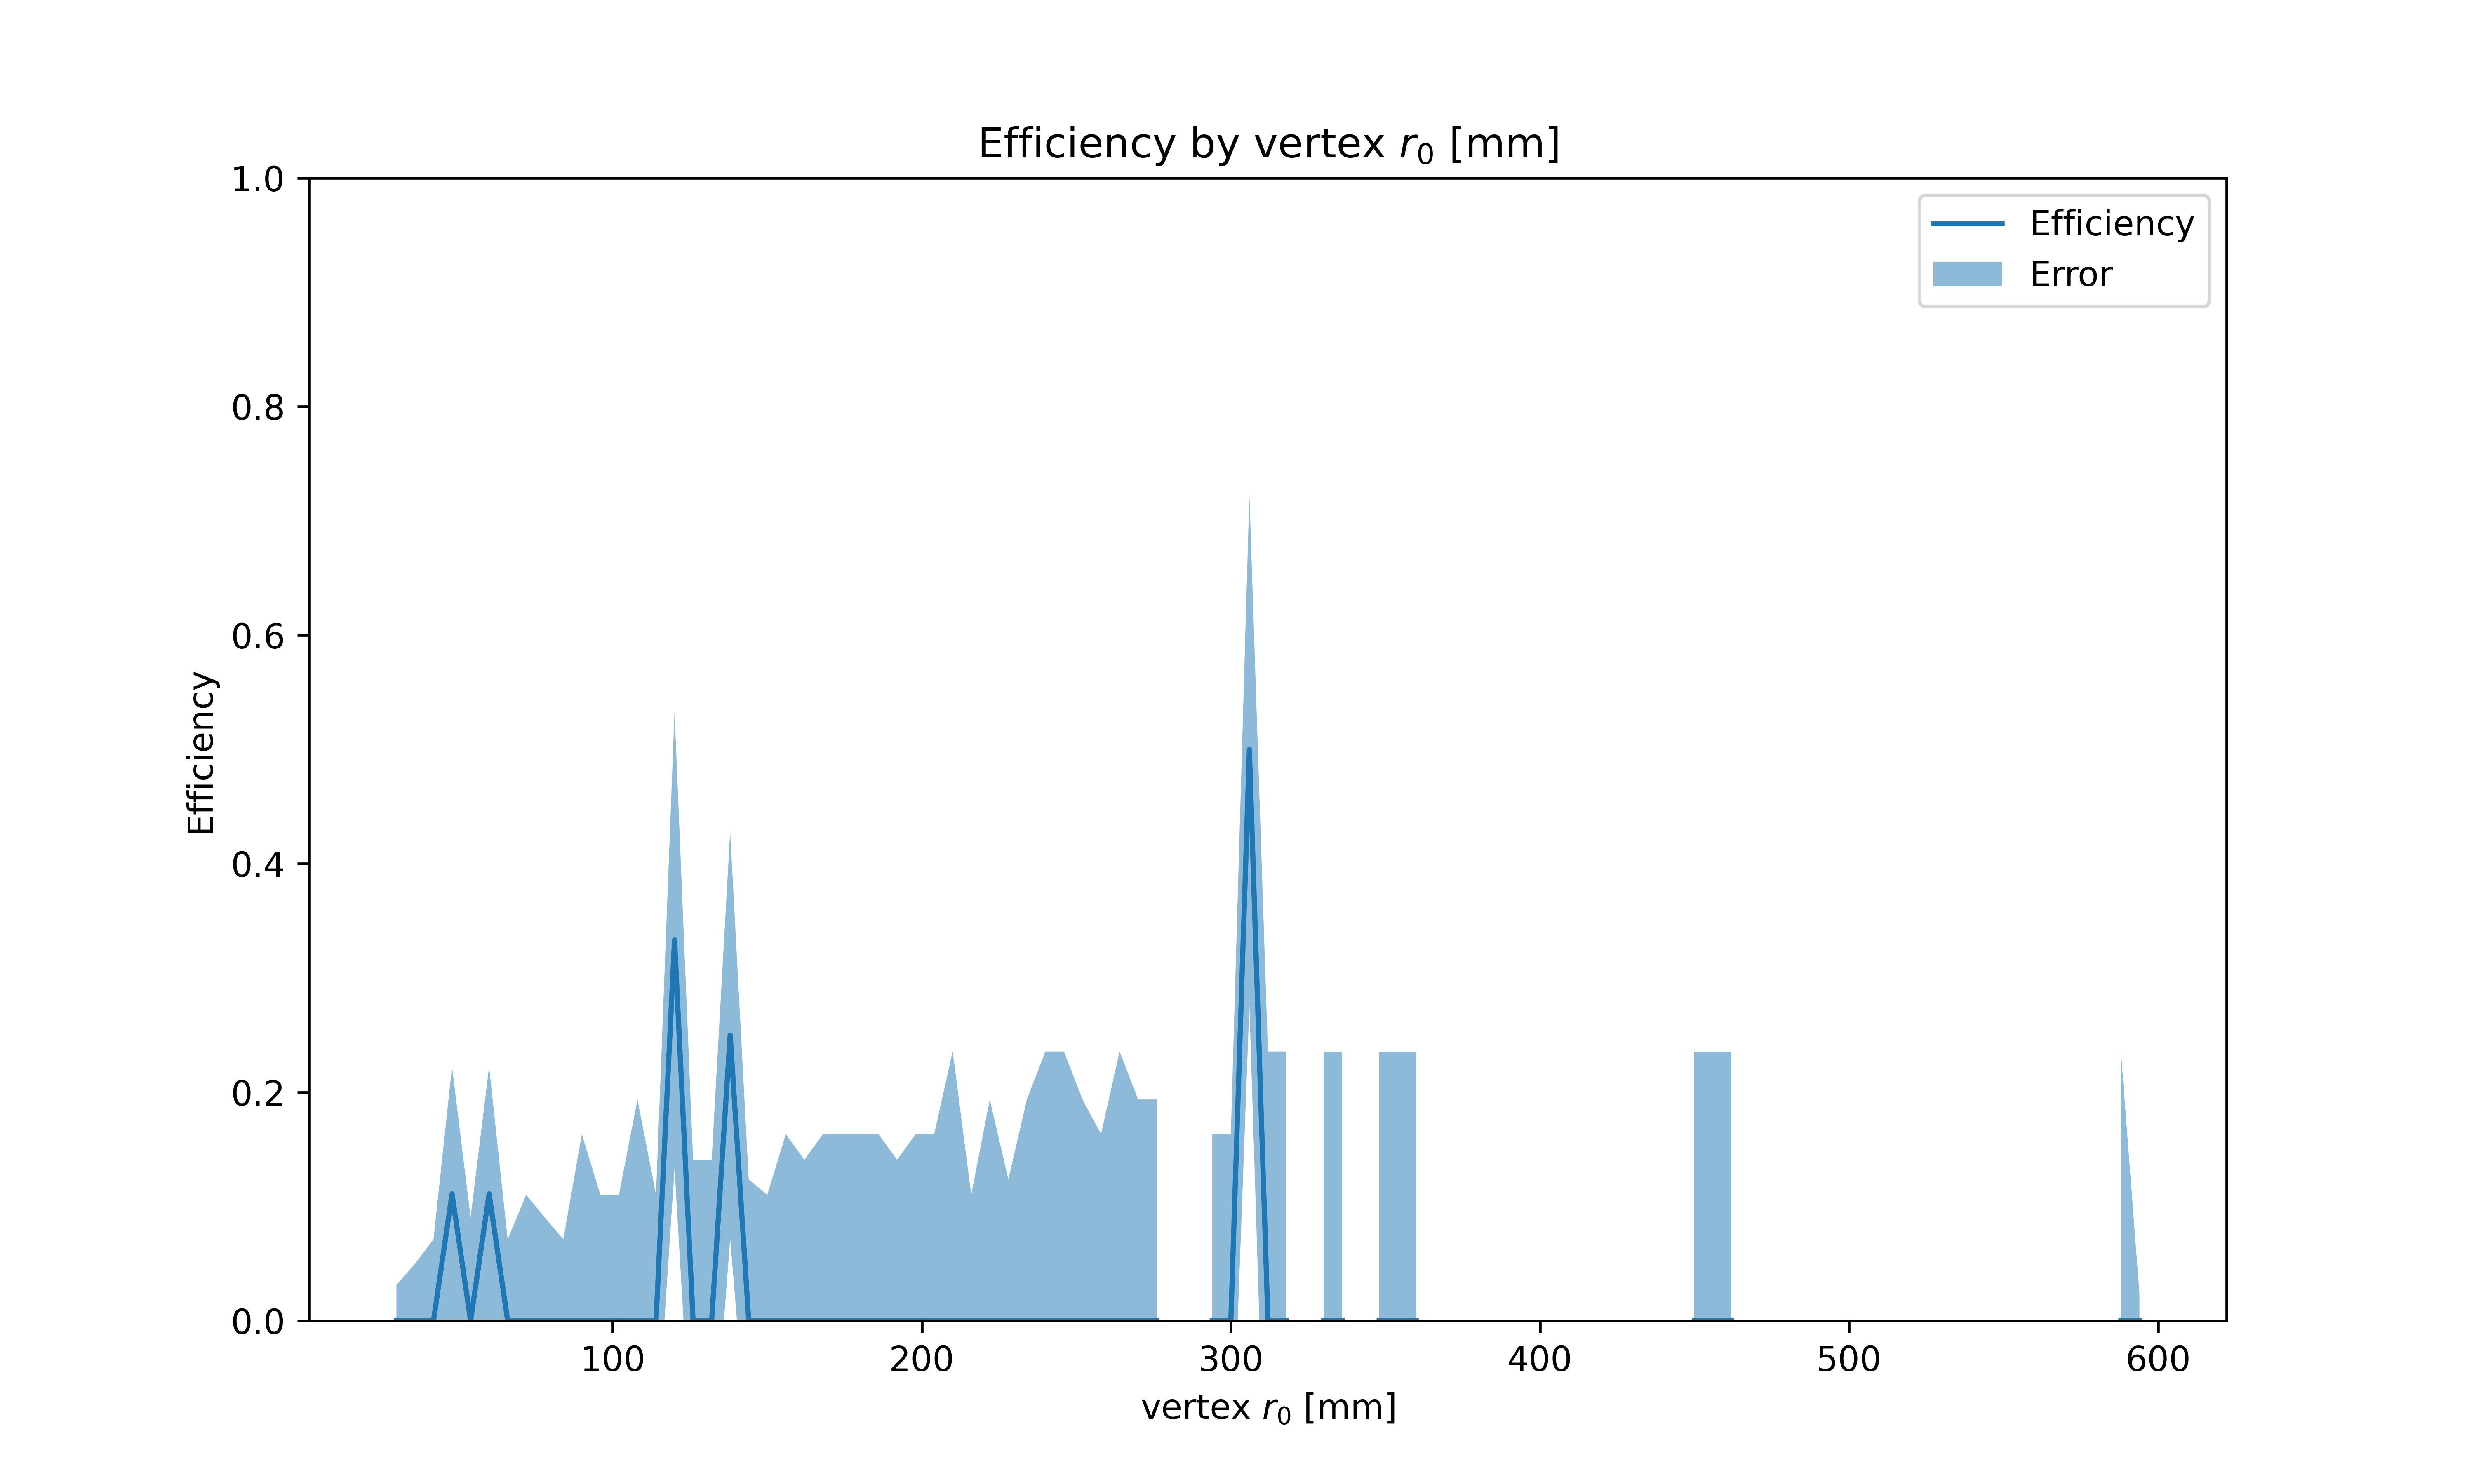 Efficiency by vertex r₀ [mm]
1.0
0.8
0.6
0.4
0.2
0.0
Efficiency
Efficiency
Error
100 200 300 400 500 600
vertex r₀ [mm]